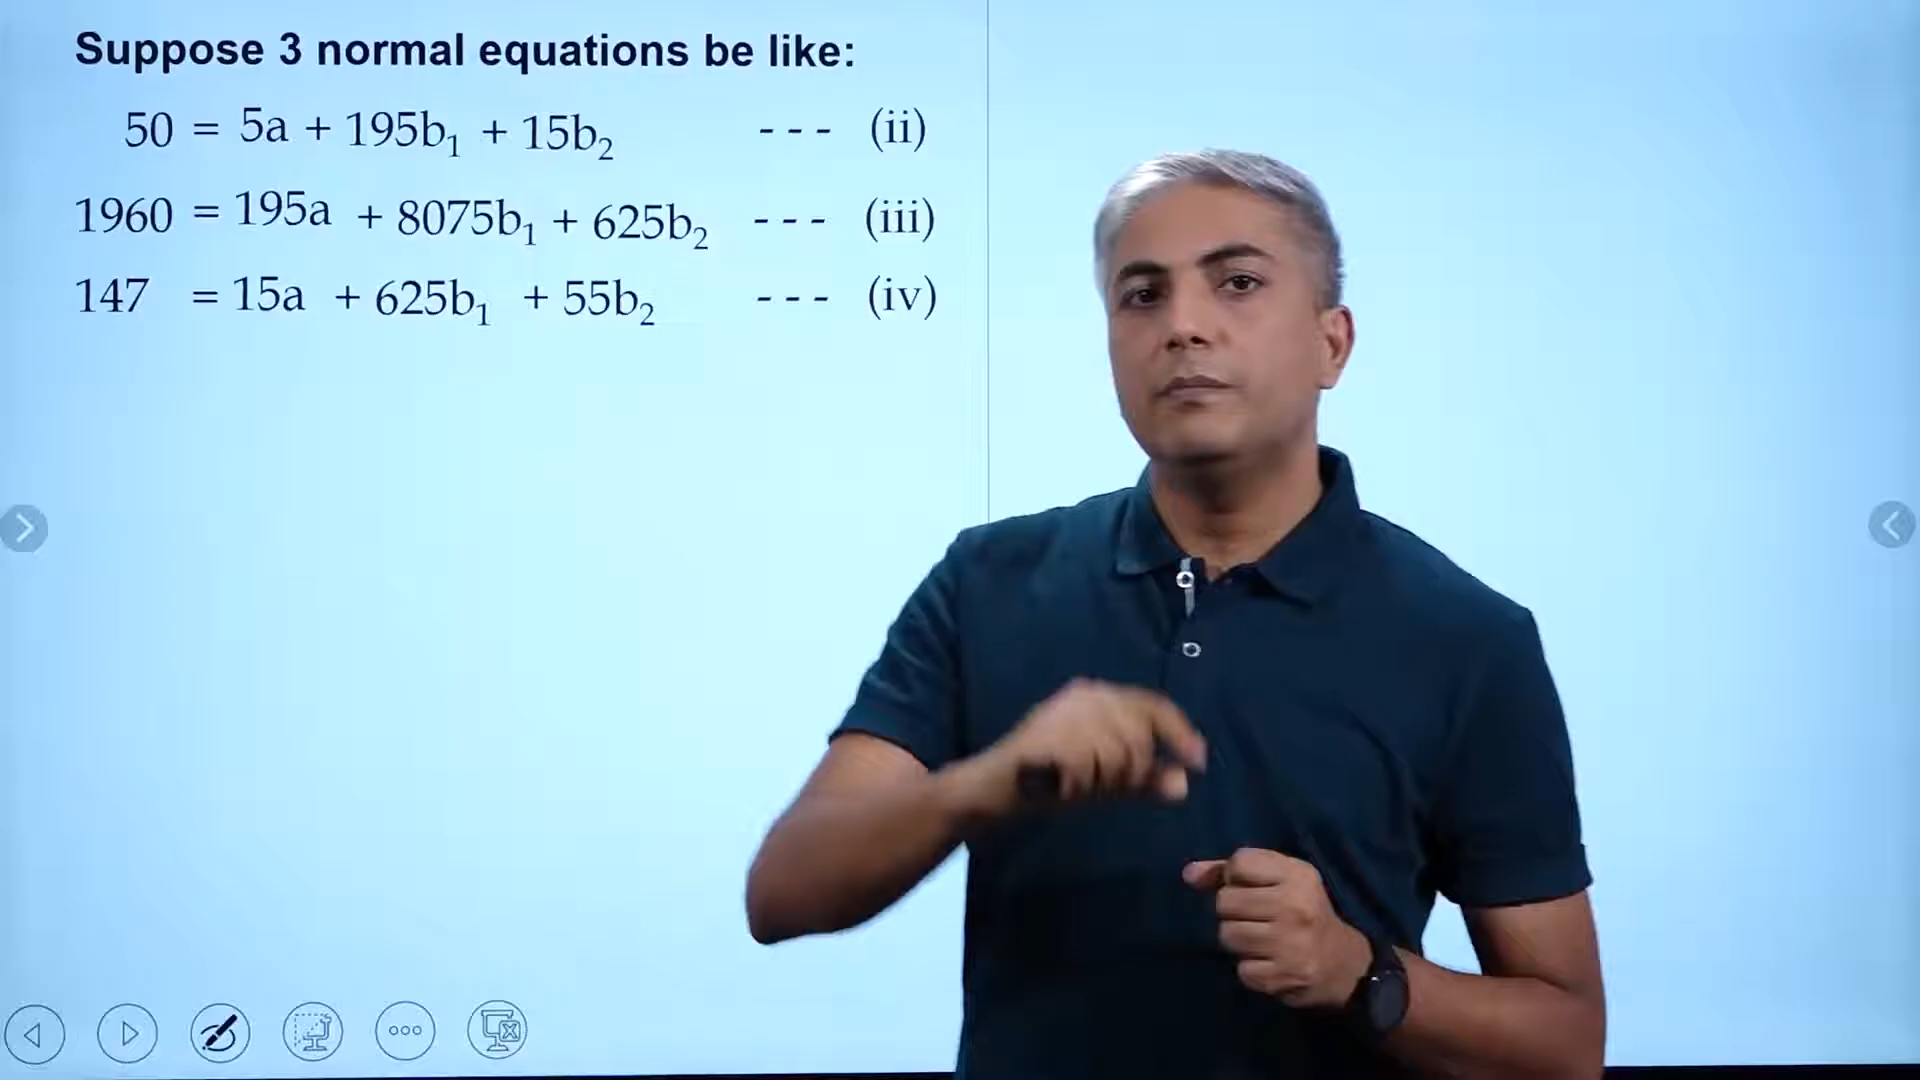 Suppose 3 normal equations be like:
50 = 5a + 195b₁ + 15b₂ --- (ii)
1960 = 195a + 8075b₁ + 625b₂ --- (iii)
147 = 15a + 625b₁ + 55b₂ --- (iv)